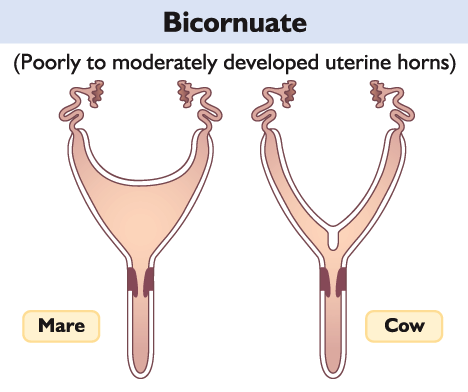 Bicornuate
(Poorly to moderately developed uterine horns)
Mare
Cow